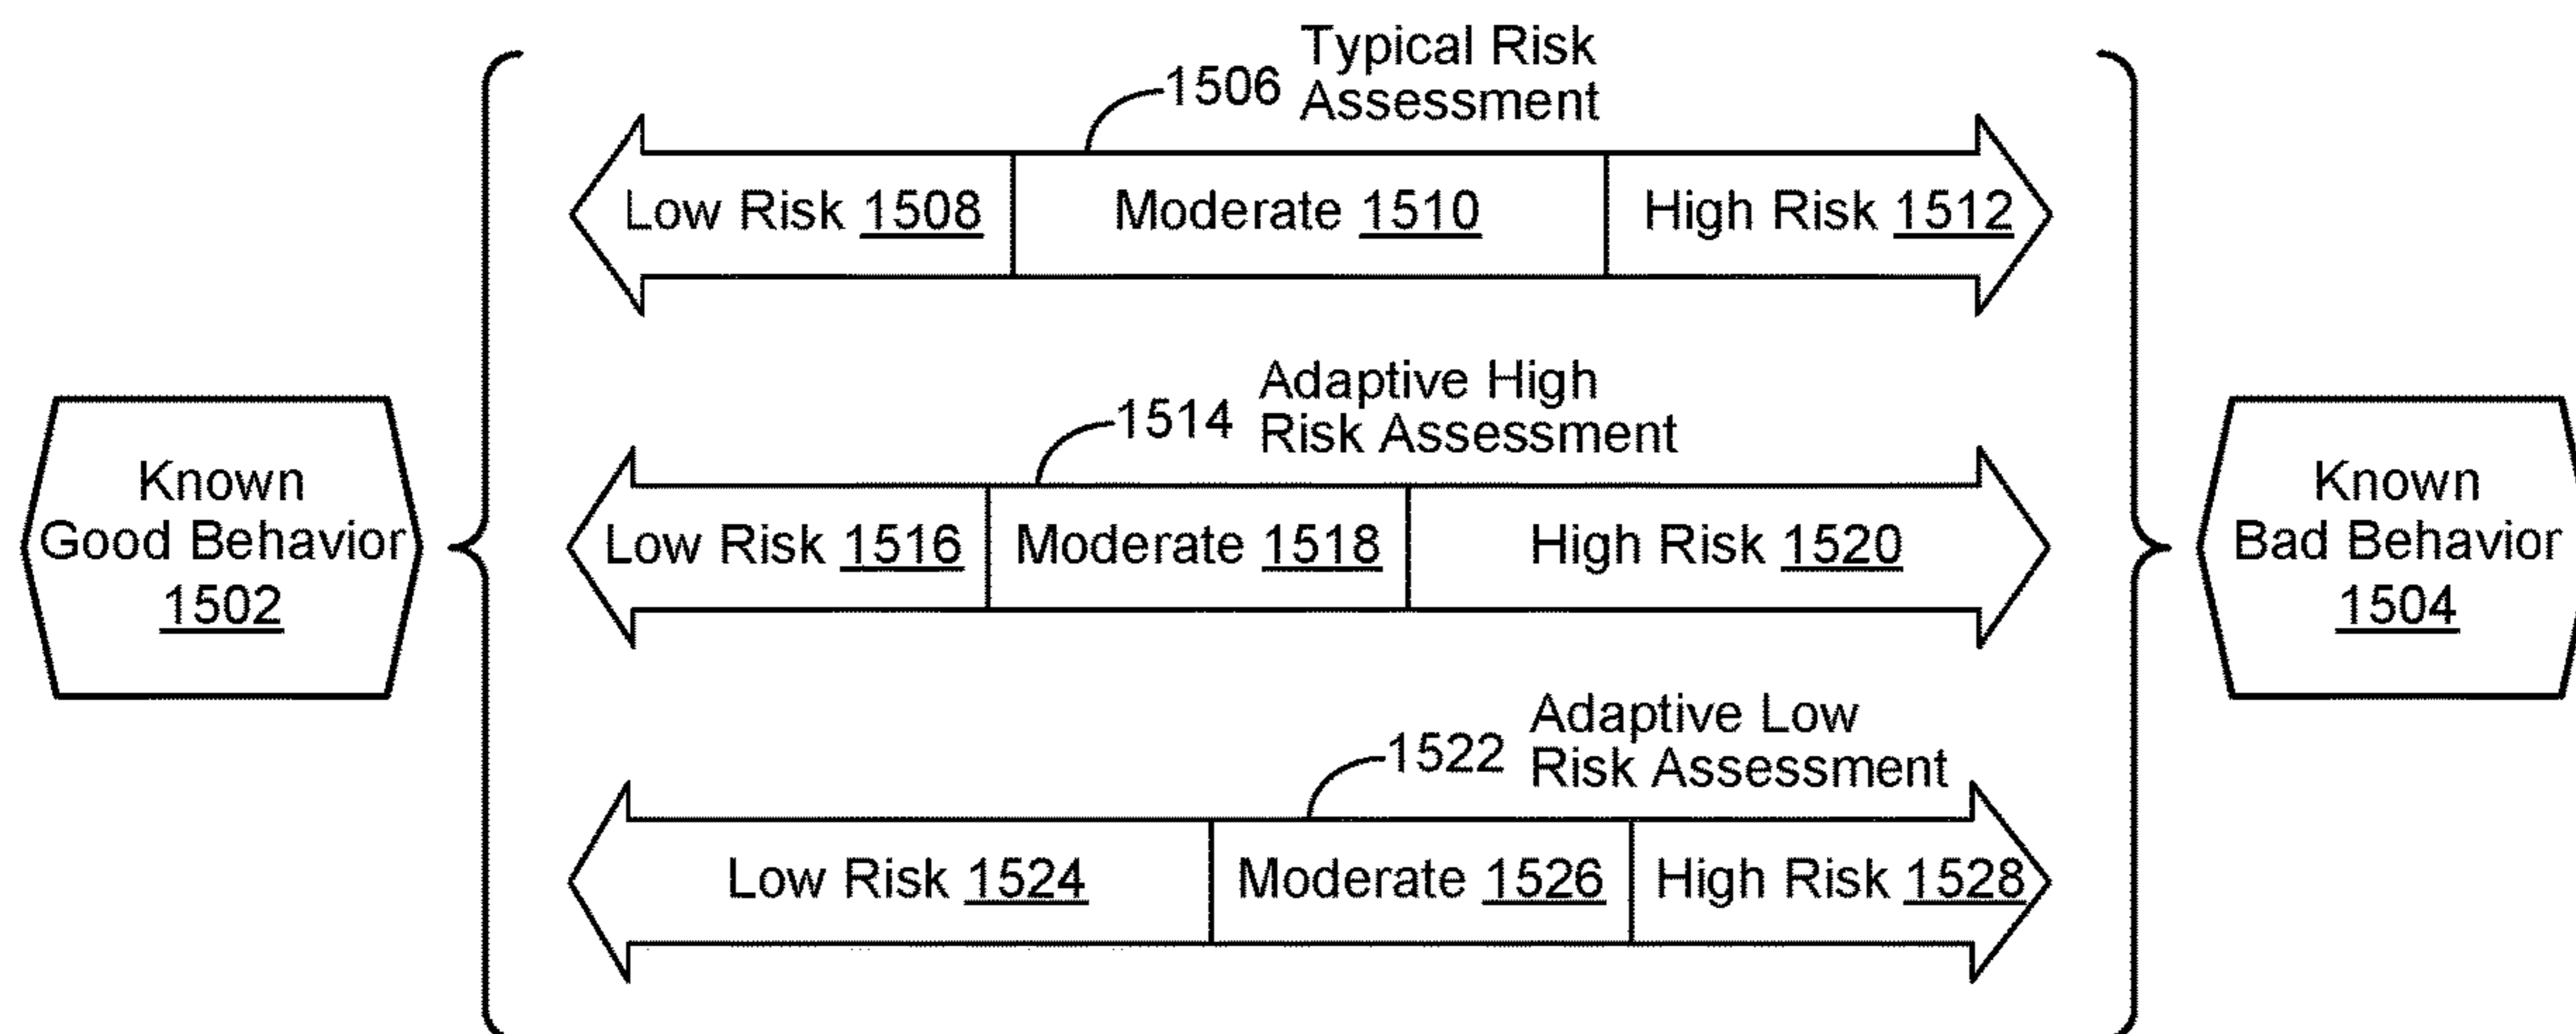 Typical Risk
1506 Assessment
Low Risk 1508 Moderate 1510 High Risk 1512
Adaptive High
1514 Risk Assessment
Known
Good Behavior
1502
Low Risk 1516 Moderate 1518 High Risk 1520
Known
Bad Behavior
1504
Adaptive Low
1522 Risk Assessment
Low Risk 1524 Moderate 1526 High Risk 1528